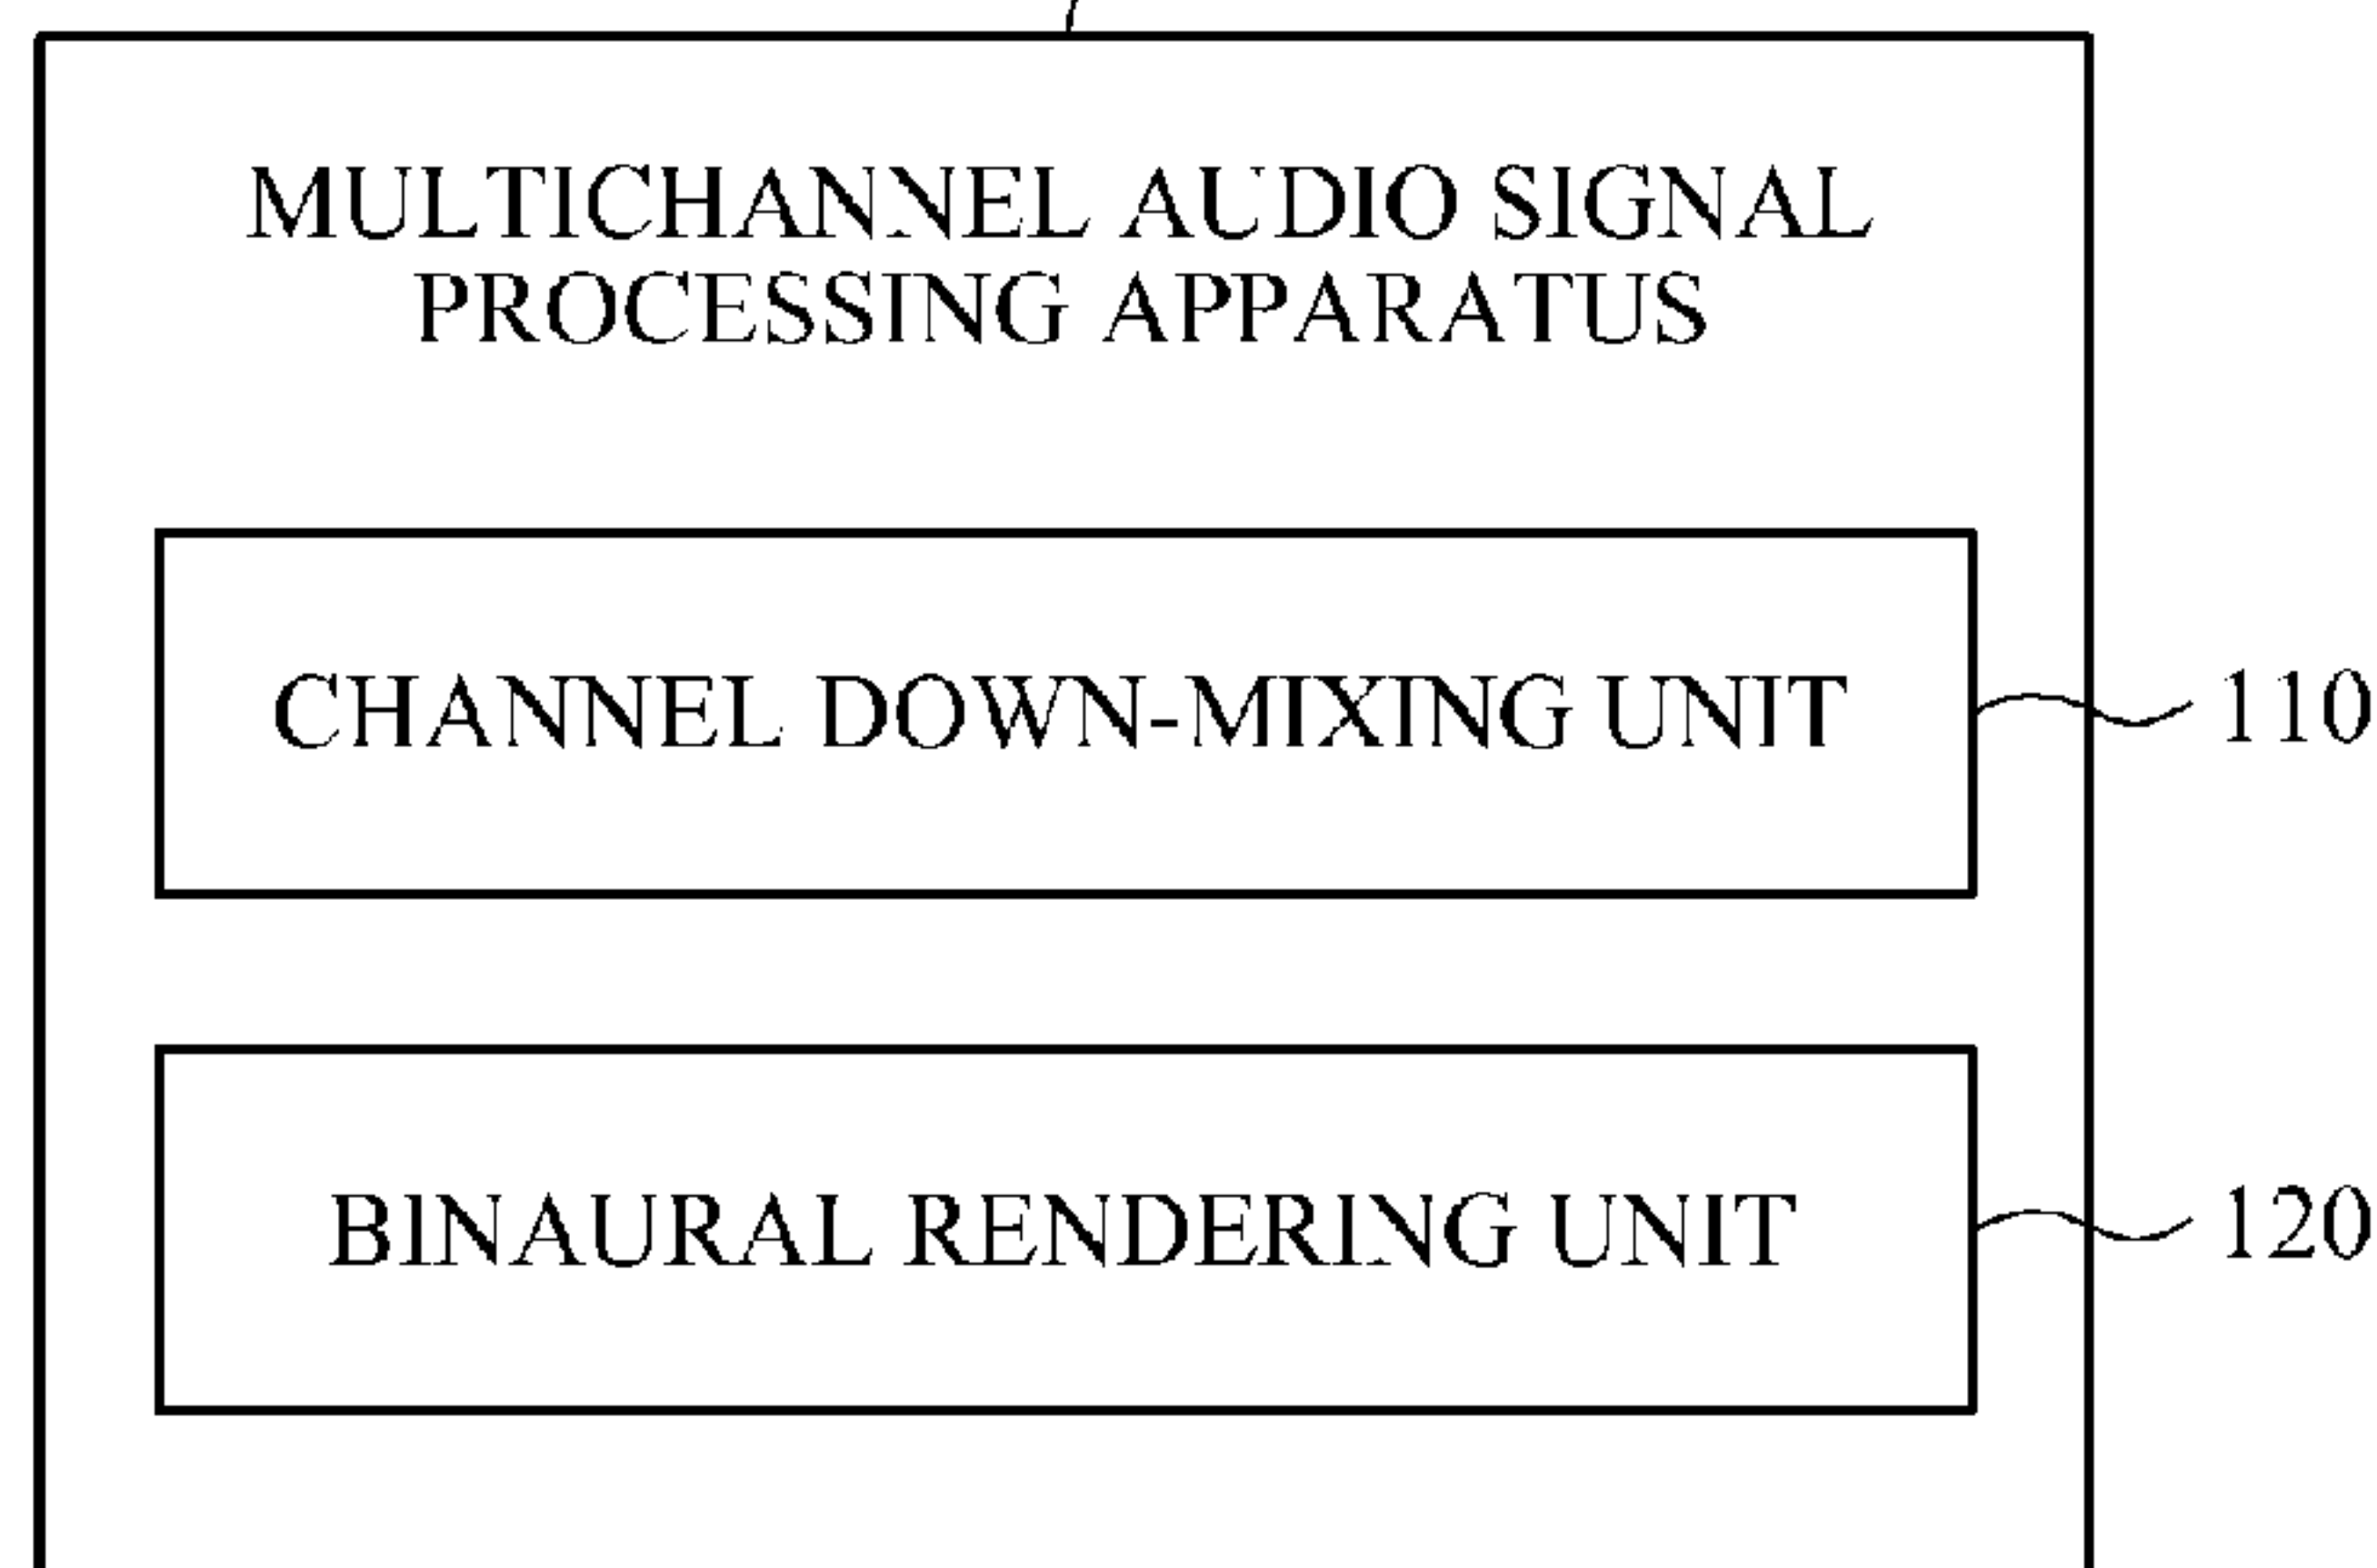 MULTICHANNEL AUDIO SIGNAL
PROCESSING APPARATUS
CHANNEL DOWN-MIXING UNIT
110
BINAURAL RENDERING UNIT
120